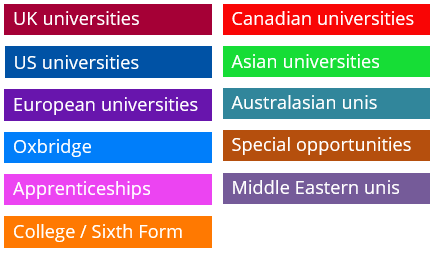 UK universities
US universities
European universities
Oxbridge
Apprenticeships
College / Sixth Form
Canadian universities
Asian universities
Australasian unis
Special opportunities
Middle Eastern unis